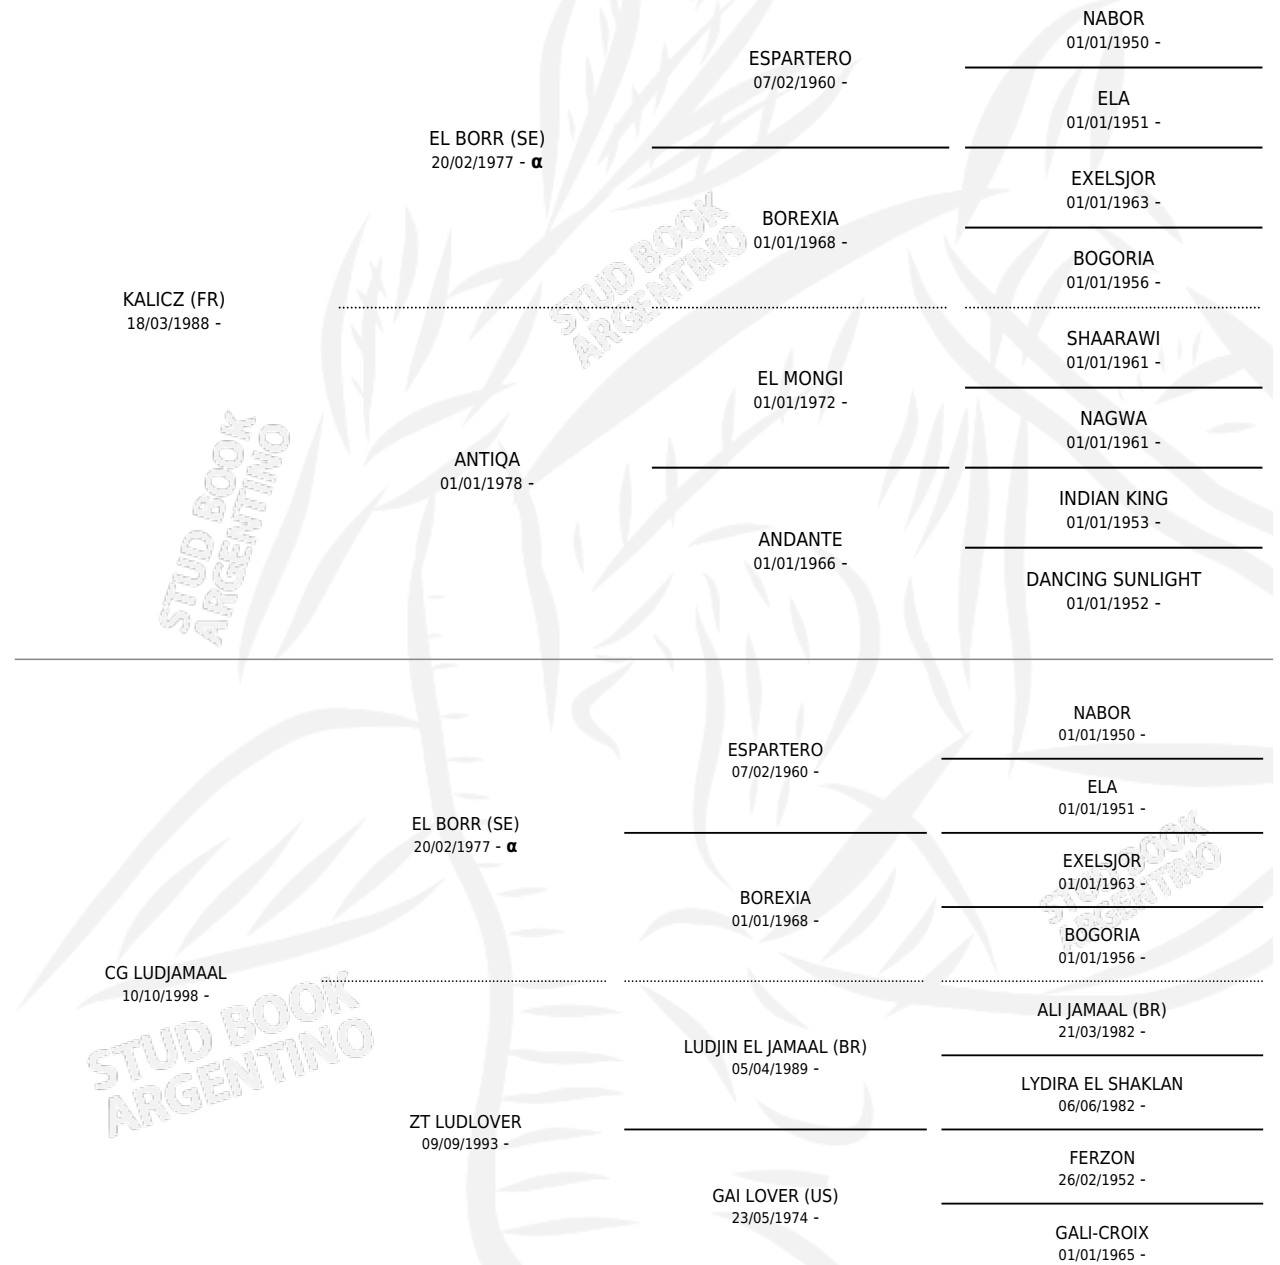 NABOR
01/01/1950 -
ESPARTERO
07/02/1960 -
ELA
01/01/1951 -
EL BORR (SE)
20/02/1977 - α
EXELSJOR
01/01/1963 -
BOREXIA
01/01/1968 -
BOGORIA
01/01/1956 -
KALICZ (FR)
18/03/1988 -
SHAARAWI
01/01/1961 -
EL MONGI
01/01/1972 -
NAGWA
01/01/1961 -
ANTIQA
01/01/1978 -
INDIAN KING
01/01/1953 -
ANDANTE
01/01/1966 -
DANCING SUNLIGHT
01/01/1952 -
STUD BOOK
ARGENTINO
STUD BOOK
ARGENTINO
NABOR
01/01/1950 -
ESPARTERO
07/02/1960 -
ELA
01/01/1951 -
EL BORR (SE)
20/02/1977 - α
EXELSJOR
01/01/1963 -
BOREXIA
01/01/1968 -
BOGORIA
01/01/1956 -
CG LUDJAMAAL
10/10/1998 -
ALI JAMAAL (BR)
21/03/1982 -
LUDJIN EL JAMAAL (BR)
05/04/1989 -
LYDIRA EL SHAKLAN
06/06/1982 -
ZT LUDLOVER
09/09/1993 -
FERZON
26/02/1952 -
GAI LOVER (US)
23/05/1974 -
GALI-CROIX
01/01/1965 -
STUD BOOK
ARGENTINO
STUD BOOK
ARGENTINO